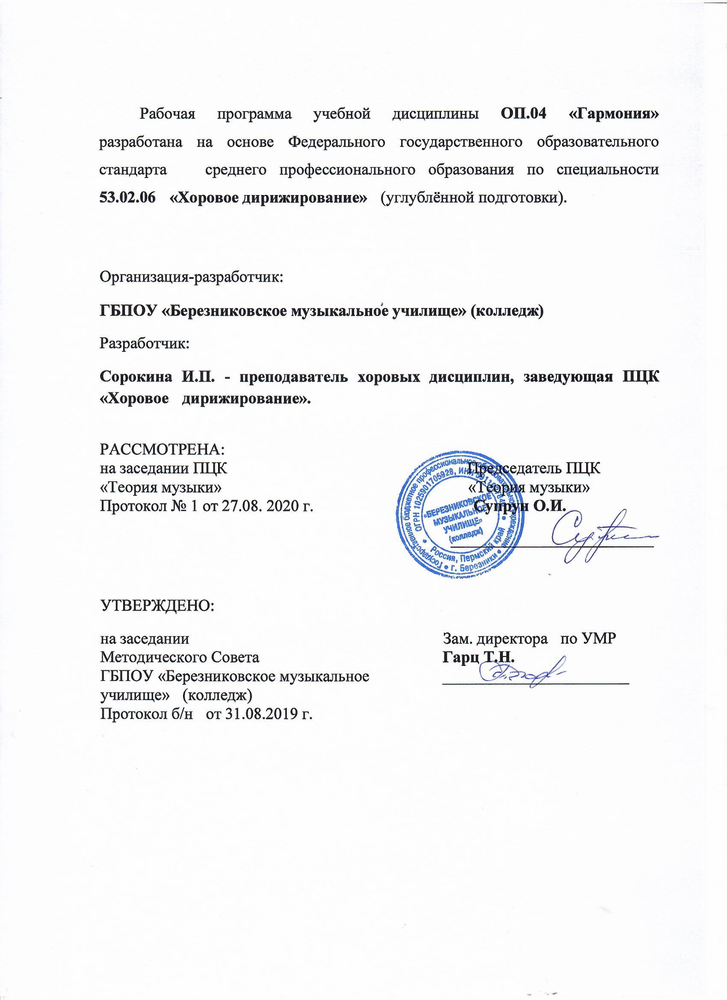 Рабочая программа учебной дисциплины ОП.04 «Гармония»
разработана на основе Федерального государственного образовательного
стандарта среднего профессионального образования по специальности
53.02.06 «Хоровое дирижирование» (углублённой подготовки).
Организация-разработчик:
ГБПОУ «Березниковское музыкальное училище» (колледж)
Разработчик:
Сорокина И.П. - преподаватель хоровых дисциплин, заведующая ПЦК
«Хоровое дирижирование».
РАССМОТРЕНА:
на заседании ПЦК
«Теория музыки»
Протокол № 1 от 27.08. 2020 г.
Председатель ПЦК
«Теория музыки»
Супрун О.И.
Государственное бюджетное профессиональное образовательное учреждение
• г. Березники •
ОГРН 1025901705928, ИНН
• Россия, Пермский край •
«БЕРЕЗНИКОВСКОЕ
МУЗЫКАЛЬНОЕ
УЧИЛИЩЕ»
(колледж)
УТВЕРЖДЕНО:
на заседании
Методического Совета
ГБПОУ «Березниковское музыкальное
училище» (колледж)
Протокол б/н от 31.08.2019 г.
Зам. директора по УМР
Гарц Т.Н.